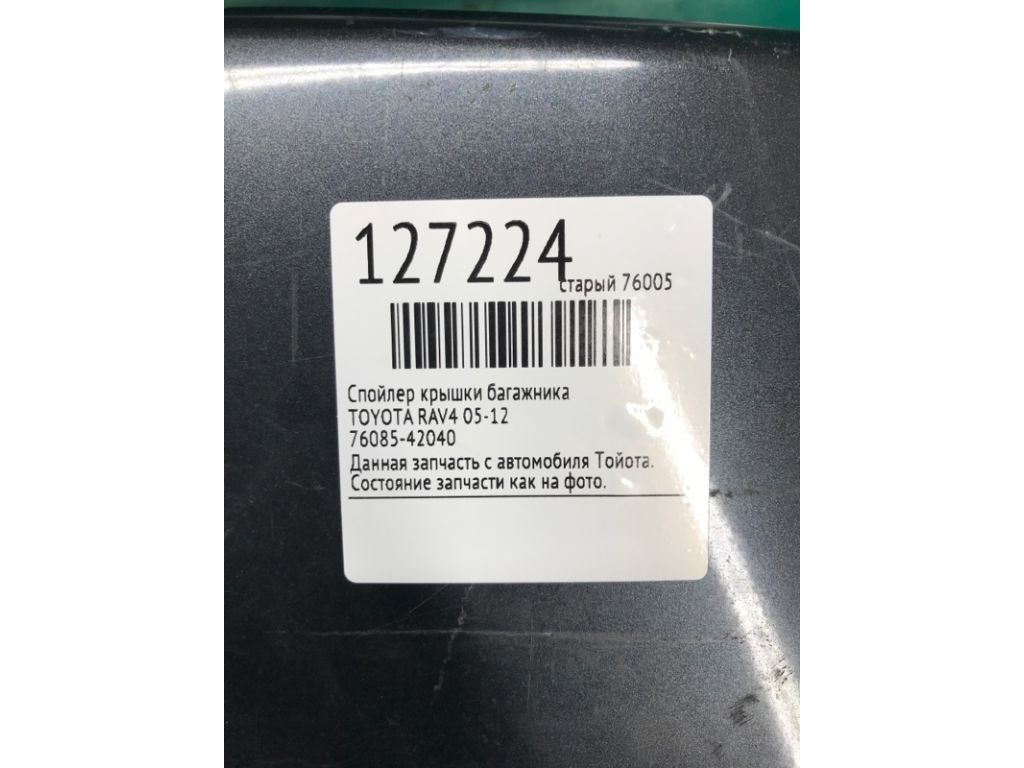 127224
старый 76005
Спойлер крышки багажника
TOYOTA RAV4 05-12
76085-42040
Данная запчасть с автомобиля Тойота.
Состояние запчасти как на фото.